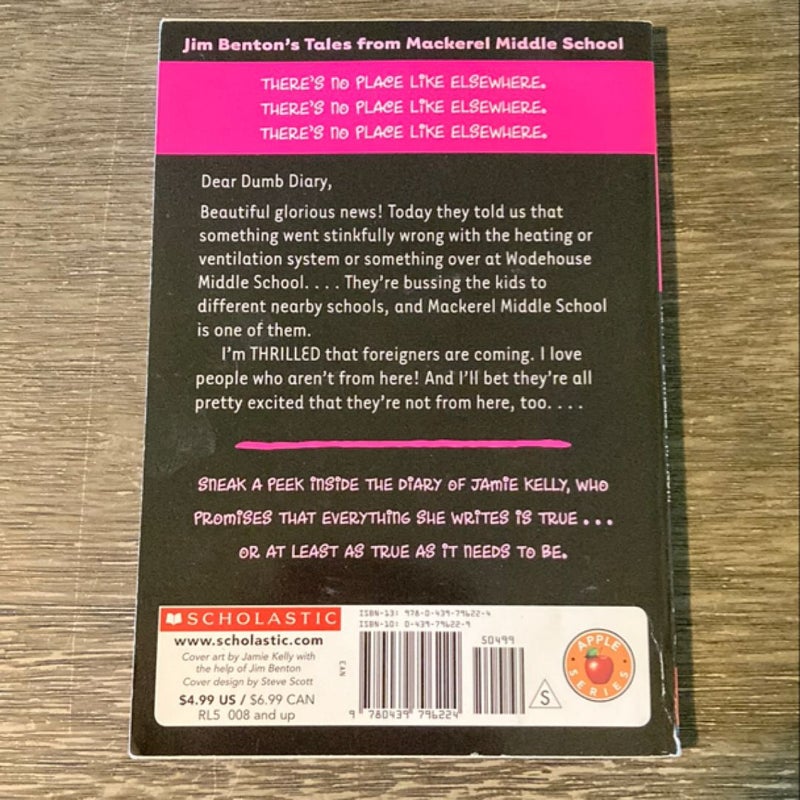 Jim Benton's Tales from Mackerel Middle School
THERE'S NO PLACE LIKE ELSEWHERE.
THERE'S NO PLACE LIKE ELSEWHERE.
THERE'S NO PLACE LIKE ELSEWHERE.
Dear Dumb Diary,
Beautiful glorious news! Today they told us that
something went stinkfully wrong with the heating or
ventilation system or something over at Wodehouse
Middle School. . . . They're bussing the kids to
different nearby schools, and Mackerel Middle School
is one of them.
I'm THRILLED that foreigners are coming. I love
people who aren't from here! And I'll bet they're all
pretty excited that they're not from here, too. . . .
SNEAK A PEEK INSIDE THE DIARY OF JAMIE KELLY, WHO
PROMISES THAT EVERYTHING SHE WRITES IS TRUE . . .
OR AT LEAST AS TRUE AS IT NEEDS TO BE.
SCHOLASTIC
www.scholastic.com
Cover art by Jamie Kelly with
the help of Jim Benton
Cover design by Steve Scott
$4.99 US / $6.99 CAN
RL5 008 and up
ISBN-13: 978-0-439-79622-4
ISBN-10: 0-439-79622-9
EAN
50499
9 780439 796224
S
APPLE
SERIES